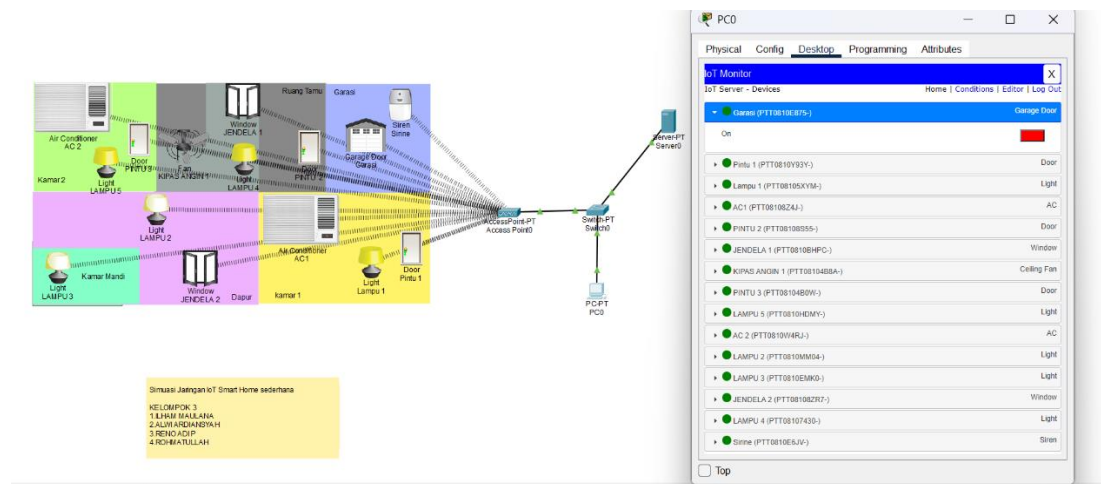 Air Conditioner
AC 2
Door
PINTU 3
Kamar2
Light
LAMPU 5
Fan
KIPAS ANGIN 1
Window
JENDELA 1
Light
LAMPU 4
Ruang Tamu
Door
PINTU 2
Garasi
Siren
Sirine
Garage Door
Garasi
Light
LAMPU 2
Light
LAMPU 3
Kamar Mandi
Window
JENDELA 2
Dapur
Air Conditioner
AC1
kamar 1
Light
Lampu 1
Door
Pintu 1
AccessPoint-PT
Access Point0
Switch-PT
Switch0
Server-PT
Server0
PC-PT
PC0
Simuasi Jaringan IoT Smart Home sederhana
KELOMPOK 3
1.ILHAM MAULANA
2.ALWI ARDIANSYAH
3.RENO ADI P
4.ROHMATULLAH
PC0
Physical Config Desktop Programming Attributes
IoT Monitor X
IoT Server - Devices Home | Conditions | Editor | Log Out
Garasi (PTT0810E875-) Garage Door
On
Pintu 1 (PTT0810Y93Y-) Door
Lampu 1 (PTT08105XYM-) Light
AC1 (PTT08108Z4J-) AC
PINTU 2 (PTT08108S55-) Door
JENDELA 1 (PTT0810BHPC-) Window
KIPAS ANGIN 1 (PTT08104B8A-) Ceiling Fan
PINTU 3 (PTT08104B0W-) Door
LAMPU 5 (PTT0810HDMY-) Light
AC 2 (PTT0810W4RJ-) AC
LAMPU 2 (PTT0810MM04-) Light
LAMPU 3 (PTT0810EMK0-) Light
JENDELA 2 (PTT08108ZR7-) Window
LAMPU 4 (PTT08107430-) Light
Sirine (PTT0810E6JV-) Siren
Top